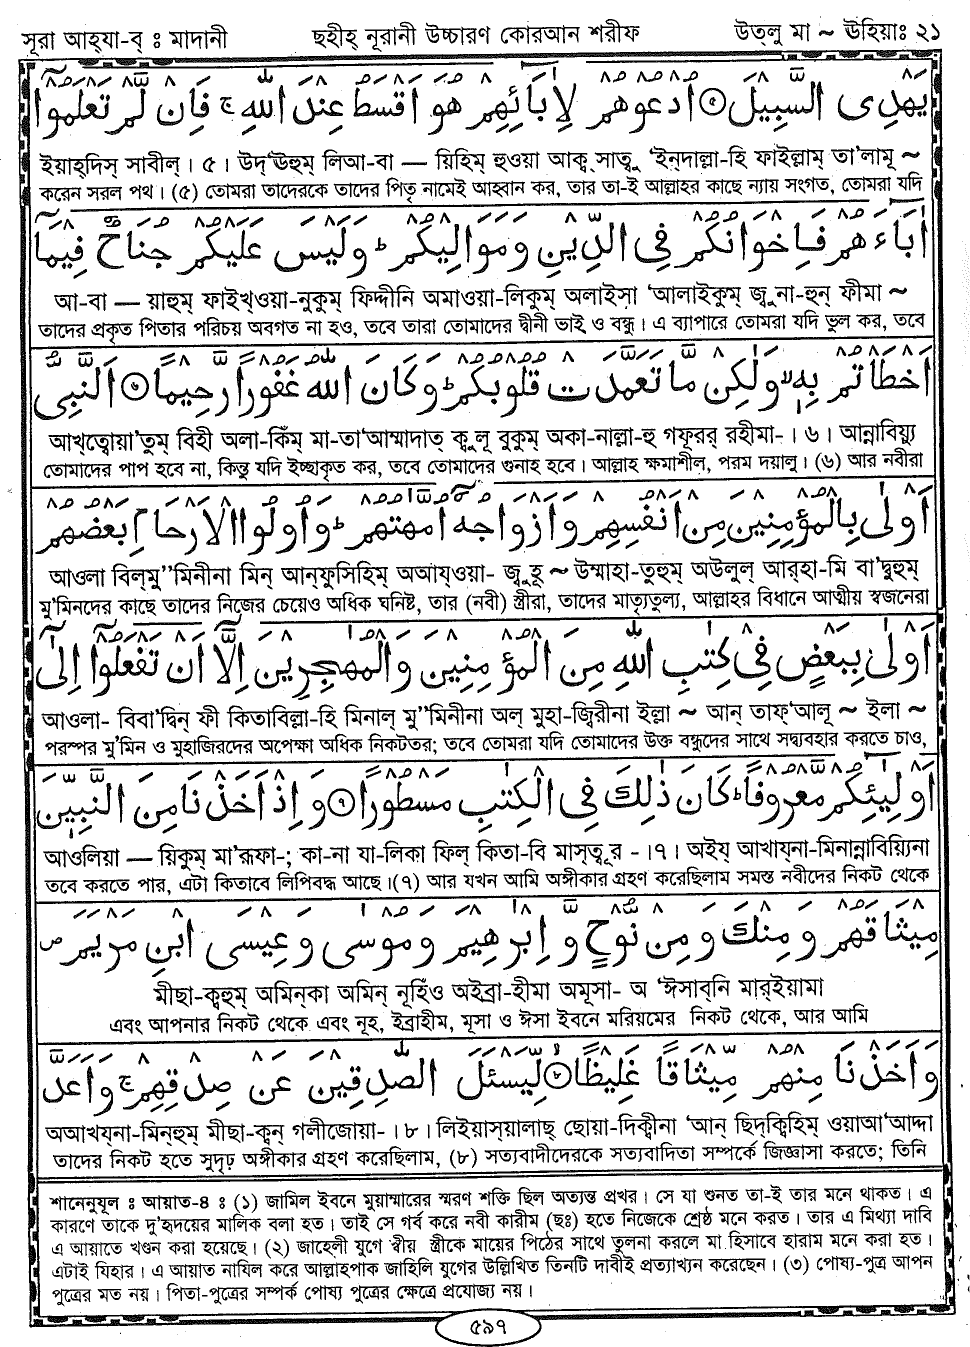 সূরা আহ্‌যা-ব্ : মাদানী ছহীহ্ নূরানী উচ্চারণ কোরআন শরীফ উত্‌লু মা ~ ঊহিয়াঃ ২১
يَهْدِى السَّبِيْلَ ۝٤ اُدْعُوْهُمْ لِاٰبَآئِهِمْ هُوَ اَقْسَطُ عِنْدَ اللّٰهِ ۚ فَاِنْ لَّمْ تَعْلَمُوْٓا
ইয়াহ্‌দিস্ সাবীল্ । ৫ । উদ্‌'ঊহুম্ লিআ-বা — য়িহিম্ হুওয়া আক্ব্ সাত্বু 'ইন্‌দাল্লা-হি ফাইল্লাম্ তা'লামূ ~
করেন সরল পথ । (৫) তোমরা তাদেরকে তাদের পিতৃ নামেই আহ্বান কর, তার তা-ই আল্লাহর কাছে ন্যায় সংগত, তোমরা যদি
اٰبَآءَهُمْ فَاِخْوَانُكُمْ فِى الدِّيْنِ وَمَوَالِيْكُمْ ؕ وَلَيْسَ عَلَيْكُمْ جُنَاحٌ فِيْمَآ
আ-বা — য়াহুম্ ফাইখ্‌ওয়া-নুকুম্ ফিদ্দীনি অমাওয়া-লিকুম্ অলাইসা 'আলাইকুম্ জু্না-হুন্ ফীমা ~
তাদের প্রকৃত পিতার পরিচয় অবগত না হও, তবে তারা তোমাদের দ্বীনী ভাই ও বন্ধু । এ ব্যাপারে তোমরা যদি ভুল কর, তবে
اَخْطَاْتُمْ بِهٖ ۙ وَلٰكِنْ مَّا تَعَمَّدَتْ قُلُوْبُكُمْ ؕ وَكَانَ اللّٰهُ غَفُوْرًا رَّحِيْمًا ۝٥ اَلنَّبِىُّ
আখ্‌ত্বোয়া'তুম্ বিহী অলা-কিঁম্ মা-তা'আম্মাদাত্ ক্বুলূ বুকুম্ অকা-নাল্লা-হু গফূরর্ রহীমা- । ৬ । আন্নাবিয়্যু
তোমাদের পাপ হবে না, কিন্তু যদি ইচ্ছাকৃত কর, তবে তোমাদের গুনাহ হবে । আল্লাহ ক্ষমাশীল, পরম দয়ালু । (৬) আর নবীরা
اَوْلٰى بِالْمُؤْمِنِيْنَ مِنْ اَنْفُسِهِمْ وَاَزْوَاجُهٗٓ اُمَّهٰتُهُمْ ؕ وَاُولُوا الْاَرْحَامِ بَعْضُهُمْ
আওলা বিল্‌মু''মিনীনা মিন্ আন্‌ফুসিহিম্ অআয্‌ওয়া- জু্হূ ~ উম্মাহা-তুহুম্ অউলুল্ আর্‌হা-মি বা'দ্বুহুম্
মু'মিনদের কাছে তাদের নিজের চেয়েও অধিক ঘনিষ্ট, তার (নবী) স্ত্রীরা, তাদের মাতৃতুল্য, আল্লাহর বিধানে আত্মীয় স্বজনেরা
اَوْلٰى بِبَعْضٍ فِىْ كِتٰبِ اللّٰهِ مِنَ الْمُؤْمِنِيْنَ وَالْمُهٰجِرِيْنَ اِلَّآ اَنْ تَفْعَلُوْٓا اِلٰٓى
আওলা- বিবা'দ্বিন্ ফী কিতাবিল্লা-হি মিনাল্ মু''মিনীনা অল্ মুহা-জ্বিরীনা ইল্লা ~ আন্ তাফ্'আলূ ~ ইলা ~
পরস্পর মু'মিন ও মুহাজিরদের অপেক্ষা অধিক নিকটতর; তবে তোমরা যদি তোমাদের উক্ত বন্ধুদের সাথে সদ্ব্যবহার করতে চাও,
اَوْلِيٰٓئِكُمْ مَّعْرُوْفًا ؕ كَانَ ذٰلِكَ فِى الْكِتٰبِ مَسْطُوْرًا ۝٦ وَاِذْ اَخَذْنَا مِنَ النَّبِيّٖنَ
আওলিয়া — য়িকুম্ মা'রূফা-; কা-না যা-লিকা ফিল্ কিতা-বি মাস্‌তূ্র - । ৭ । অইয্ আখায্‌না-মিনান্নাবিয়্যিনা
তবে করতে পার, এটা কিতাবে লিপিবদ্ধ আছে । (৭) আর যখন আমি অঙ্গীকার গ্রহণ করেছিলাম সমস্ত নবীদের নিকট থেকে
مِيْثَاقَهُمْ وَمِنْكَ وَمِنْ نُّوْحٍ وَّاِبْرٰهِيْمَ وَمُوْسٰى وَعِيْسَى ابْنِ مَرْيَمَ ص
মীছা-ক্বহুম্ অমিন্‌কা অমিন্ নূহিঁও অইব্রা-হীমা অমূসা- অ 'ঈসাব্‌নি মার্‌ইয়ামা
এবং আপনার নিকট থেকে এবং নূহ, ইব্রাহীম, মূসা ও ঈসা ইবনে মরিয়মের নিকট থেকে, আর আমি
وَاَخَذْنَا مِنْهُمْ مِّيْثَاقًا غَلِيْظًا ۝٧ لِّيَسْئَلَ الصّٰدِقِيْنَ عَنْ صِدْقِهِمْ ۚ وَاَعَدَّ
অআখয্‌না-মিন্‌হুম্ মীছা-ক্বন্ গলীজোয়া- । ৮ । লিইয়াস্‌য়ালাছ্ ছোয়া-দিক্বীনা 'আন্ ছিদ্‌ক্বিহিম্ ওয়াআ'আদ্দা
তাদের নিকট হতে সুদৃঢ় অঙ্গীকার গ্রহণ করেছিলাম, (৮) সত্যবাদীদেরকে সত্যবাদিতা সম্পর্কে জিজ্ঞাসা করতে; তিনি
শানেনুযূল : আয়াত-৪ : (১) জামিল ইবনে মুয়াম্মারের স্মরণ শক্তি ছিল অত্যন্ত প্রখর । সে যা শুনত তা-ই তার মনে থাকত । এ
কারণে তাকে দু'হৃদয়ের মালিক বলা হত । তাই সে গর্ব করে নবী কারীম (ছঃ) হতে নিজেকে শ্রেষ্ঠ মনে করত । তার এ মিথ্যা দাবি
এ আয়াতে খণ্ডন করা হয়েছে । (২) জাহেলী যুগে স্বীয় স্ত্রীকে মায়ের পিঠের সাথে তুলনা করলে মা হিসাবে হারাম মনে করা হত ।
এটাই যিহার । এ আয়াত নাযিল করে আল্লাহপাক জাহিলি যুগের উল্লিখিত তিনটি দাবীই প্রত্যাখ্যন করেছেন । (৩) পোষ্য-পুত্র আপন
পুত্রের মত নয় । পিতা-পুত্রের সম্পর্ক পোষ্য পুত্রের ক্ষেত্রে প্রযোজ্য নয় ।
৫৯৭